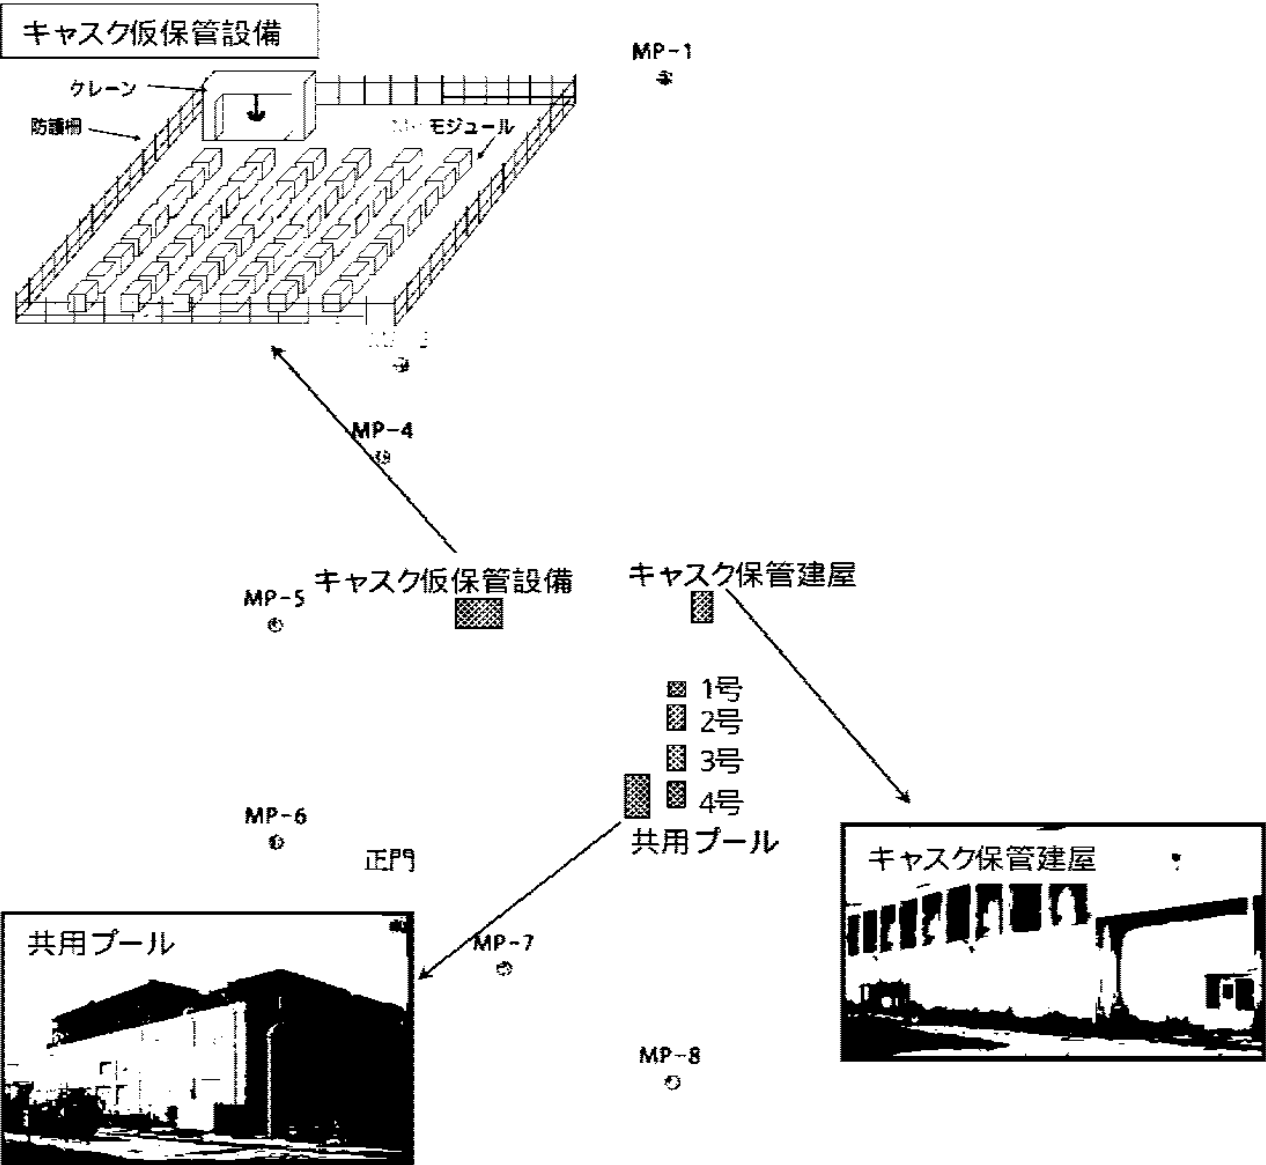 キャスク仮保管設備
MP-1
クレーン
防護柵
モジュール
MP-4
キャスク仮保管設備
キャスク保管建屋
MP-5
1号
2号
3号
4号
MP-6
共用プール
正門
キャスク保管建屋
共用プール
MP-7
MP-8